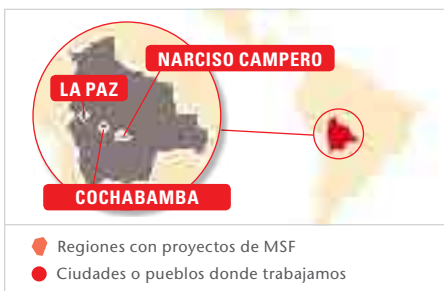 NARCISO CAMPERO
LA PAZ
COCHABAMBA
Regiones con proyectos de MSF
Ciudades o pueblos donde trabajamos